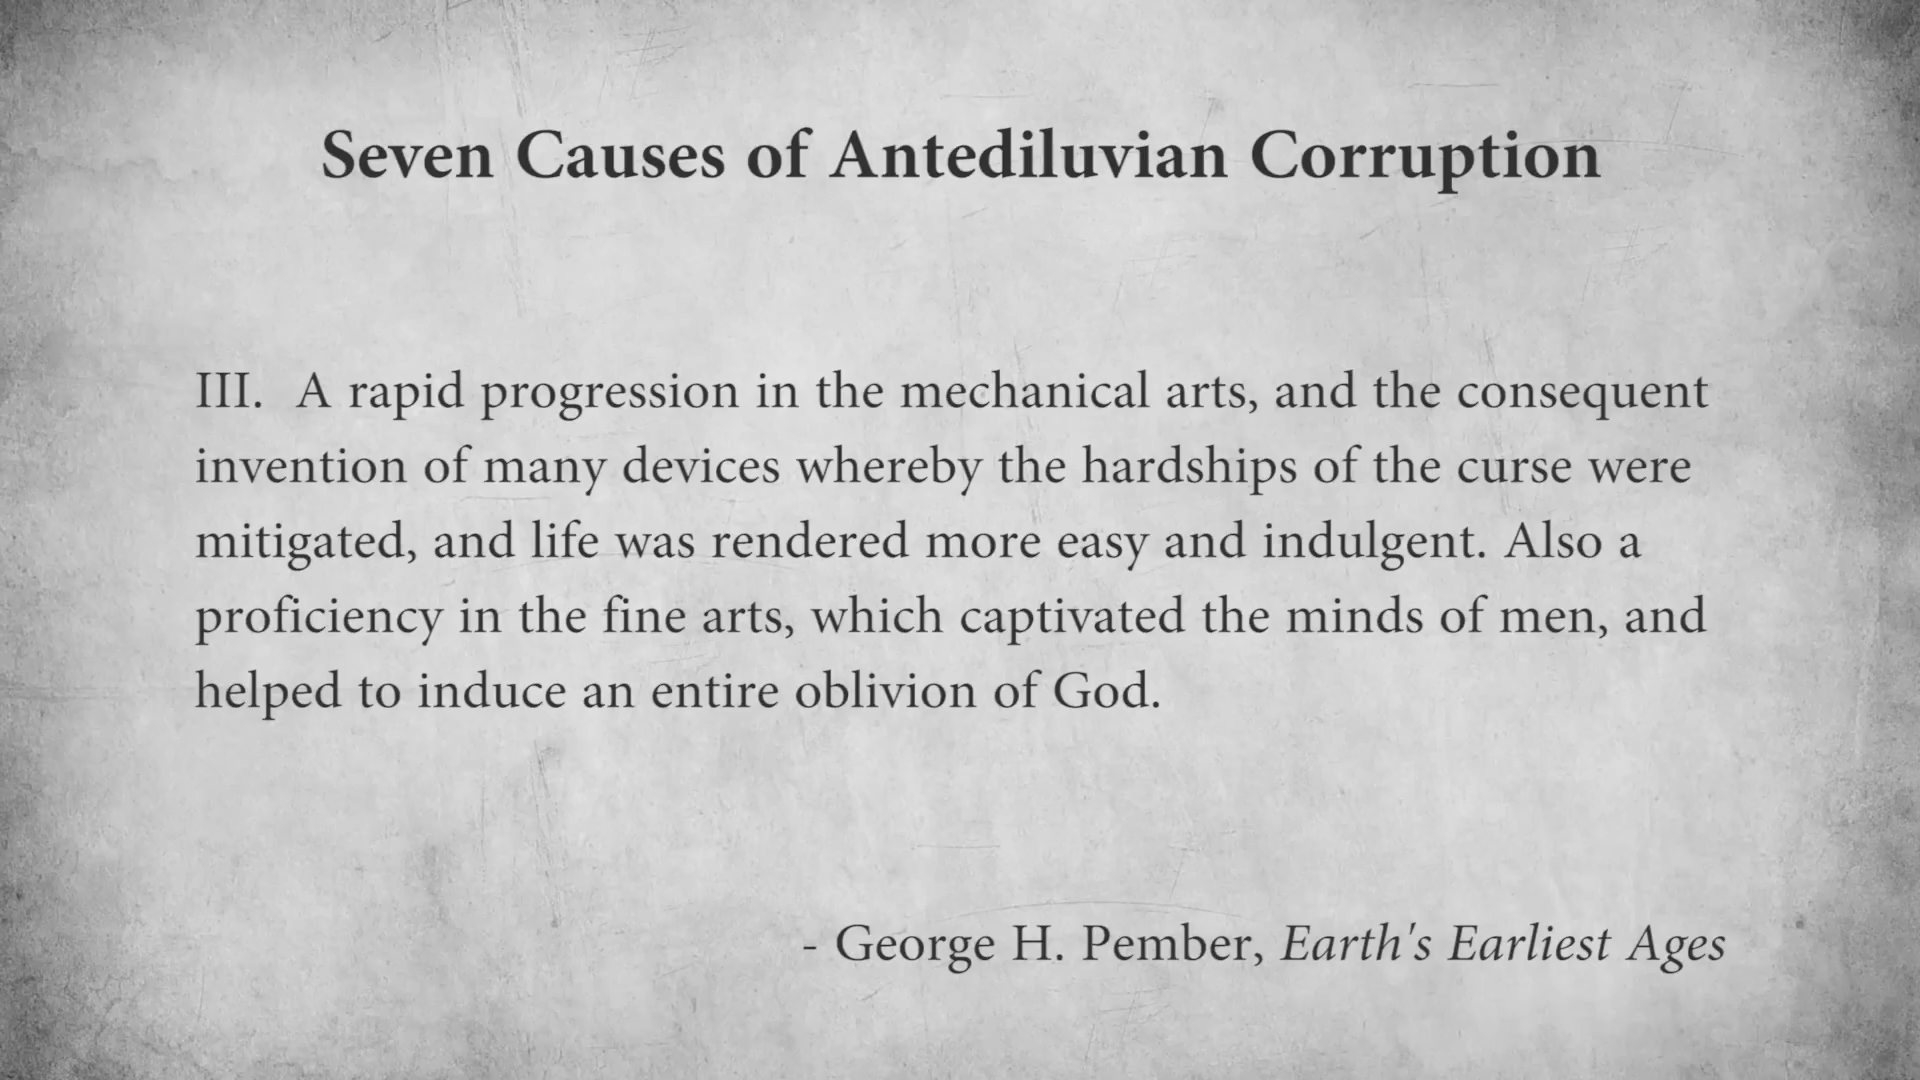 Seven Causes of Antediluvian Corruption
III. A rapid progression in the mechanical arts, and the consequent
invention of many devices whereby the hardships of the curse were
mitigated, and life was rendered more easy and indulgent. Also a
proficiency in the fine arts, which captivated the minds of men, and
helped to induce an entire oblivion of God.
- George H. Pember, Earth's Earliest Ages